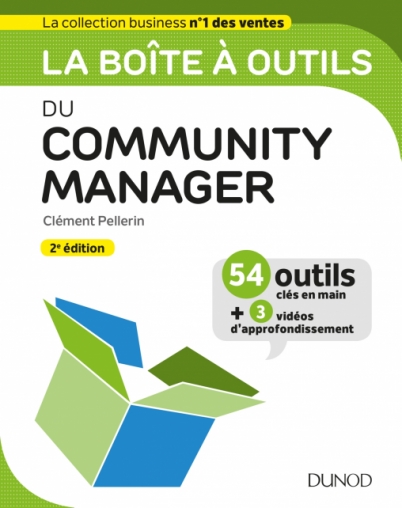 La collection business n°1 des ventes
LA BOÎTE À OUTILS
DU
COMMUNITY
MANAGER
Clément Pellerin
2e édition
54 outils
clés en main
+ 3 vidéos
d'approfondissement
DUNOD